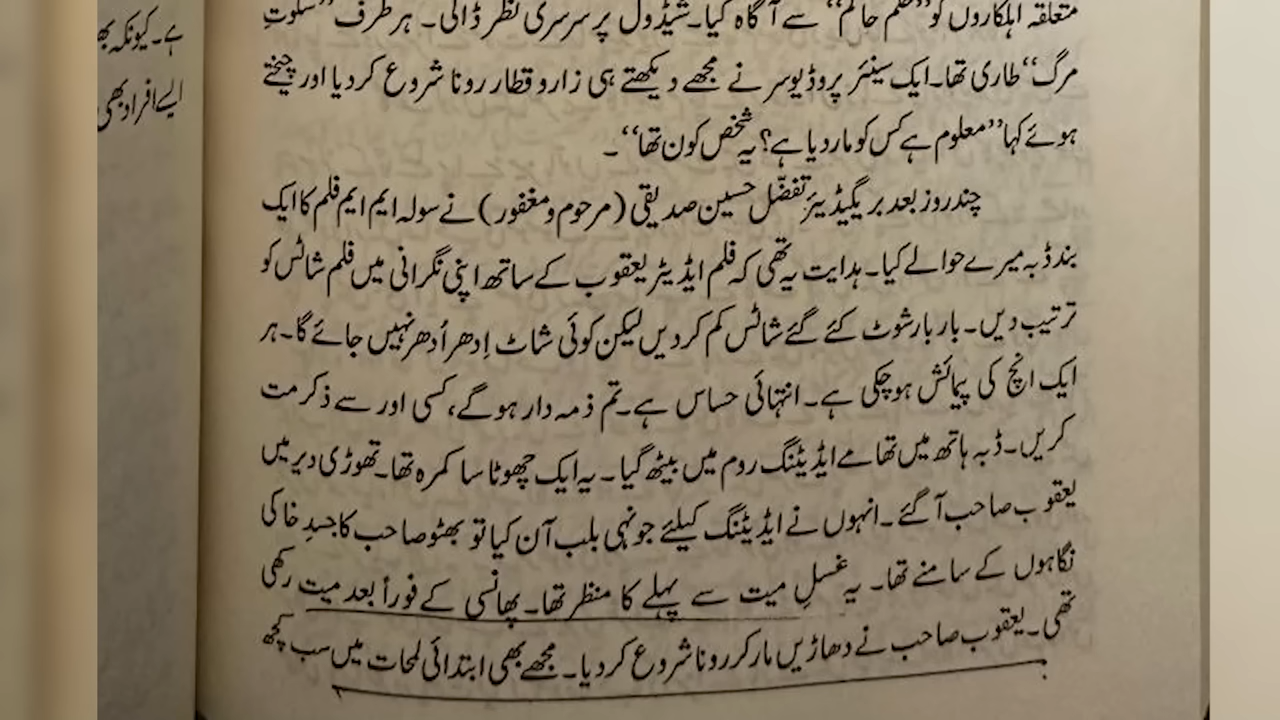 متعلقہ اہلکاروں کو ’’حکم حاکم‘‘ سے آگاہ کیا۔ شیڈول پر سرسری نظر ڈالی۔ ہر طرف ’’سکوتِ
مرگ‘‘ طاری تھا۔ ایک سینئر پروڈیوسر نے مجھے دیکھتے ہی زاروقطار رونا شروع کر دیا اور چیختے
ہوئے کہا ’’معلوم ہے کس کو مار دیا ہے؟ یہ شخص کون تھا‘‘۔
چند روز بعد بریگیڈیئر تفضّل حسین صدیقی (مرحوم و مغفور) نے سولہ ایم ایم فلم کا ایک
بند ڈبہ میرے حوالے کیا۔ ہدایت یہ تھی کہ فلم ایڈیٹر یعقوب کے ساتھ اپنی نگرانی میں فلم شاٹس کو
ترتیب دیں۔ بار بار شوٹ کئے گئے شاٹس کم کر دیں لیکن کوئی شاٹ اِدھر اُدھر نہیں جائے گا۔ ہر
ایک انچ کی پیمائش ہو چکی ہے۔ انتہائی حساس ہے۔ تم ذمہ دار ہو گے، کسی اور سے ذکر مت
کریں۔ ڈبہ ہاتھ میں تھامے ایڈیٹنگ روم میں بیٹھ گیا۔ یہ ایک چھوٹا سا کمرہ تھا۔ تھوڑی دیر میں
یعقوب صاحب آ گئے۔ انہوں نے ایڈیٹنگ کیلئے جونہی بلب آن کیا تو بھٹو صاحب کا جسدِ خاکی
نگاہوں کے سامنے تھا۔ یہ غسلِ میت سے پہلے کا منظر تھا۔ پھانسی کے فوراً بعد میت رکھی
تھی۔ یعقوب صاحب نے دھاڑیں مار کر رونا شروع کر دیا۔ مجھے بھی ابتدائی لمحات میں سب کچھ
ہے۔ کیونکہ
ایسے افراد بھی